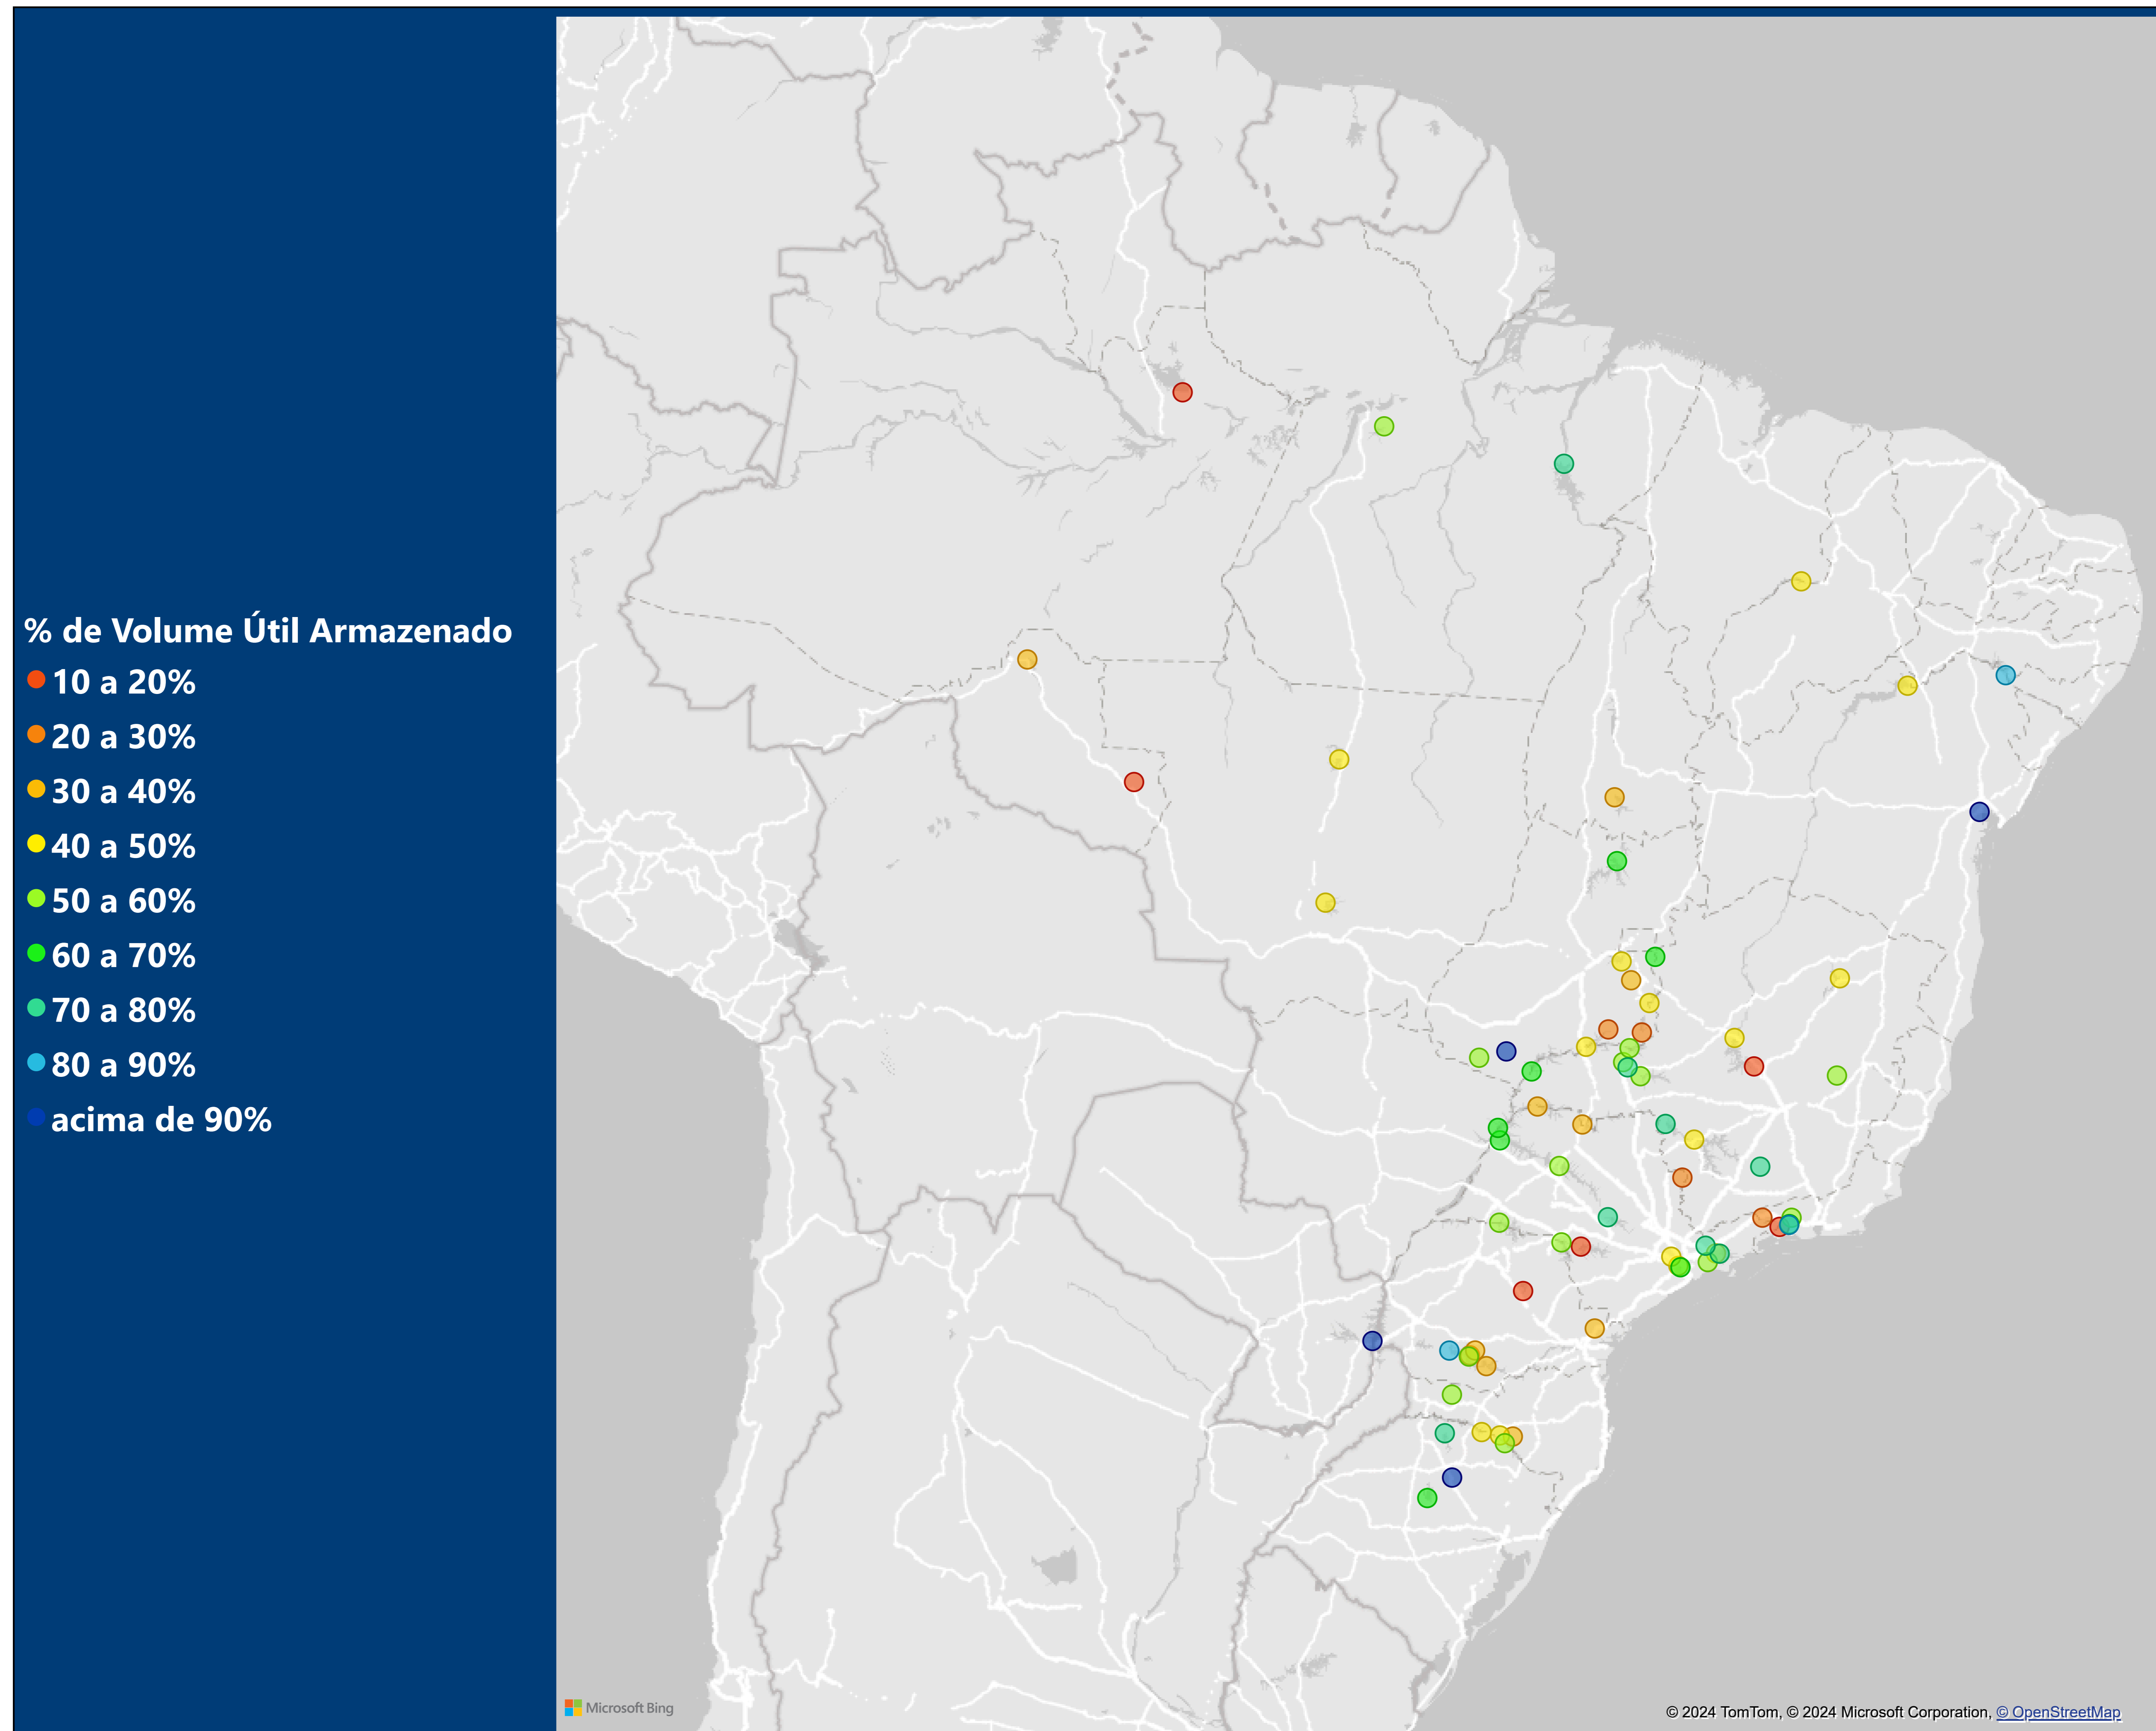 % de Volume Útil Armazenado
10 a 20%
20 a 30%
30 a 40%
40 a 50%
50 a 60%
60 a 70%
70 a 80%
80 a 90%
acima de 90%
Microsoft Bing
© 2024 TomTom, © 2024 Microsoft Corporation, © OpenStreetMap